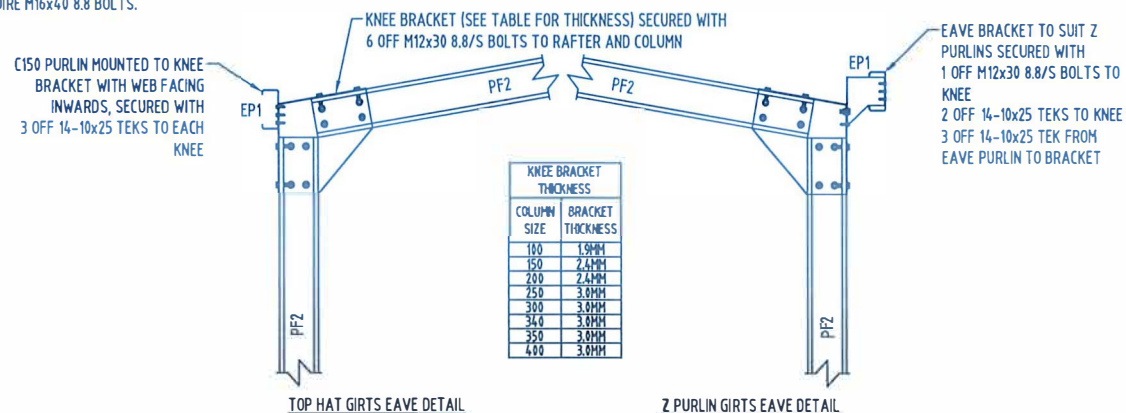 M16x40 8.8 BOLTS.
KNEE BRACKET (SEE TABLE FOR THICKNESS) SECURED WITH
6 OFF M12x30 8.8/S BOLTS TO RAFTER AND COLUMN
C150 PURLIN MOUNTED TO KNEE
BRACKET WITH WEB FACING
INWARDS, SECURED WITH
3 OFF 14-10x25 TEKS TO EACH
KNEE
EP1
PF2
PF2
EP1
EAVE BRACKET TO SUIT Z
PURLINS SECURED WITH
1 OFF M12x30 8.8/S BOLTS TO
KNEE
2 OFF 14-10x25 TEKS TO KNEE
3 OFF 14-10x25 TEK FROM
EAVE PURLIN TO BRACKET
KNEE BRACKET
THICKNESS
COLUMN SIZE BRACKET THICKNESS
100 1.9MM
150 2.4MM
200 2.4MM
250 3.0MM
300 3.0MM
340 3.0MM
350 3.0MM
400 3.0MM
PF2
PF2
TOP HAT GIRTS EAVE DETAIL
Z PURLIN GIRTS EAVE DETAIL